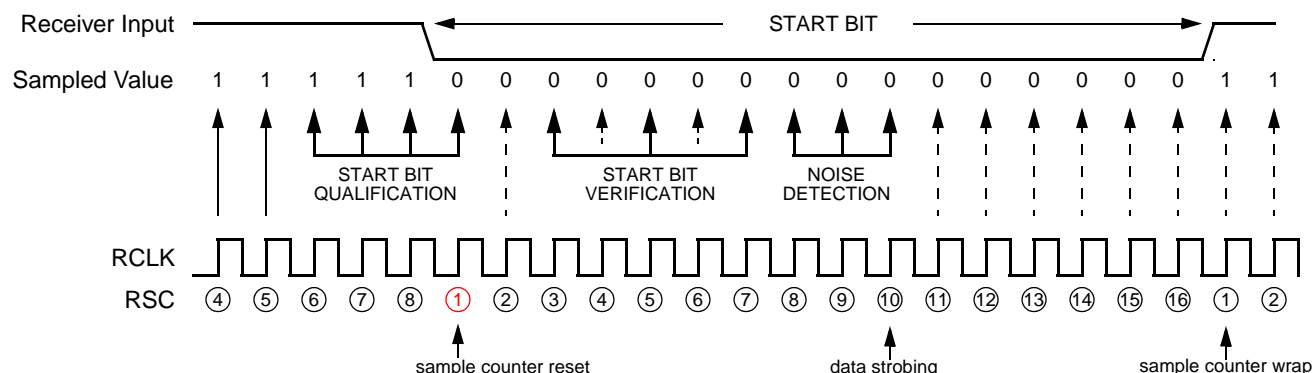 Receiver Input START BIT
Sampled Value 1 1 1 1 1 0 0 0 0 0 0 0 0 0 0 0 0 0 0 0 0 1 1
START BIT QUALIFICATION
START BIT VERIFICATION
NOISE DETECTION
RCLK
RSC 4 5 6 7 8 1 2 3 4 5 6 7 8 9 10 11 12 13 14 15 16 1 2
sample counter reset data strobing sample counter wrap